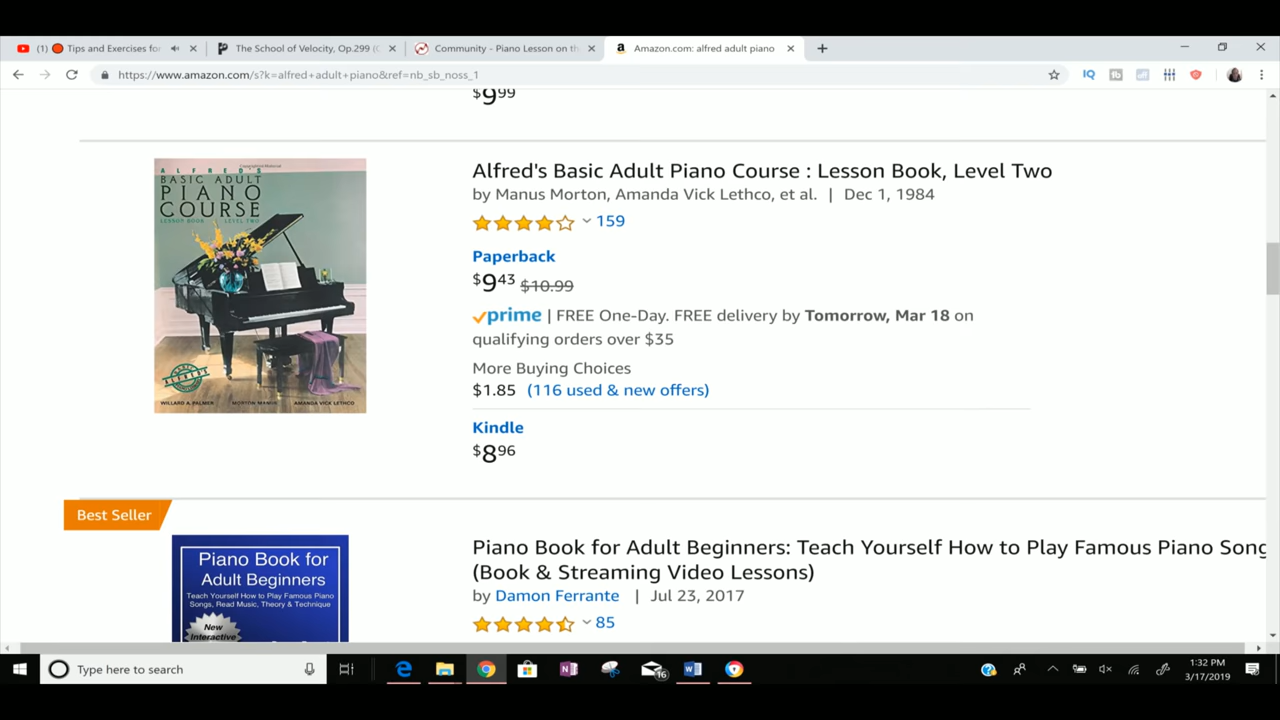 (1) Tips and Exercises for
The School of Velocity, Op.299 (
Community - Piano Lesson on th
Amazon.com: alfred adult piano
https://www.amazon.com/s?k=alfred+adult+piano&ref=nb_sb_noss_1
$9.99
ALFRED'S
BASIC ADULT
PIANO
COURSE
LESSON BOOK LEVEL TWO
WILLARD A. PALMER MORTON MANUS AMANDA VICK LETHCO
Alfred's Basic Adult Piano Course : Lesson Book, Level Two
by Manus Morton, Amanda Vick Lethco, et al. | Dec 1, 1984
159
Paperback
$9.43 $10.99
prime | FREE One-Day. FREE delivery by Tomorrow, Mar 18 on
qualifying orders over $35
More Buying Choices
$1.85 (116 used & new offers)
Kindle
$8.96
Best Seller
Piano Book for
Adult Beginners
Teach Yourself How to Play Famous Piano
Songs, Read Music, Theory & Technique
New
Interactive
Piano Book for Adult Beginners: Teach Yourself How to Play Famous Piano Song
(Book & Streaming Video Lessons)
by Damon Ferrante | Jul 23, 2017
85
Type here to search
16
1:32 PM
3/17/2019